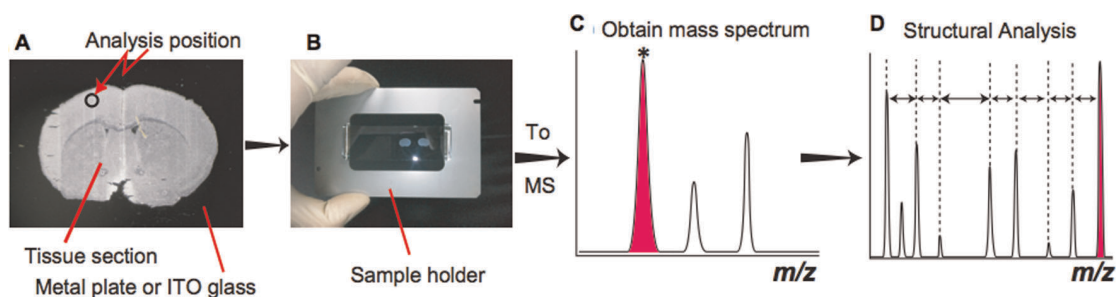 A
Analysis position
Tissue section
Metal plate or ITO glass
B
Sample holder
To
MS
C
Obtain mass spectrum
*
m/z
D
Structural Analysis
m/z